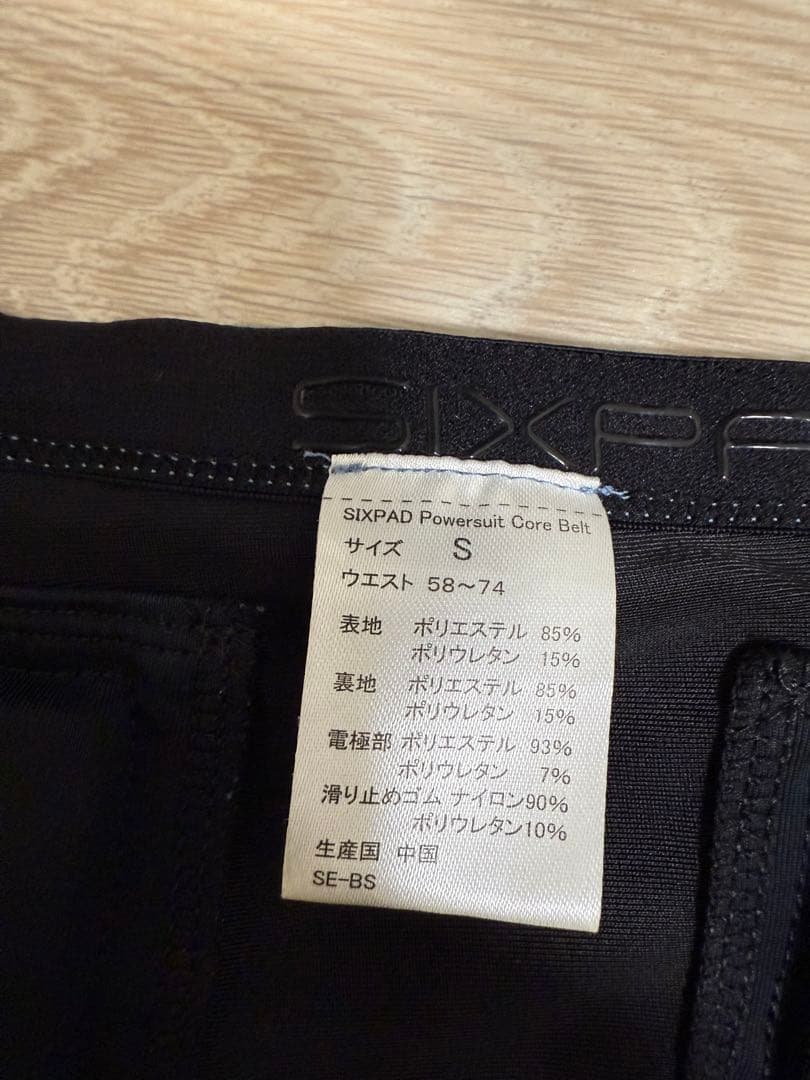 SIXPA
SIXPAD Powersuit Core Belt
サイズ S
ウエスト 58～74
表地 ポリエステル 85%
ポリウレタン 15%
裏地 ポリエステル 85%
ポリウレタン 15%
電極部 ポリエステル 93%
ポリウレタン 7%
滑り止めゴム ナイロン90%
ポリウレタン10%
生産国 中国
SE-BS